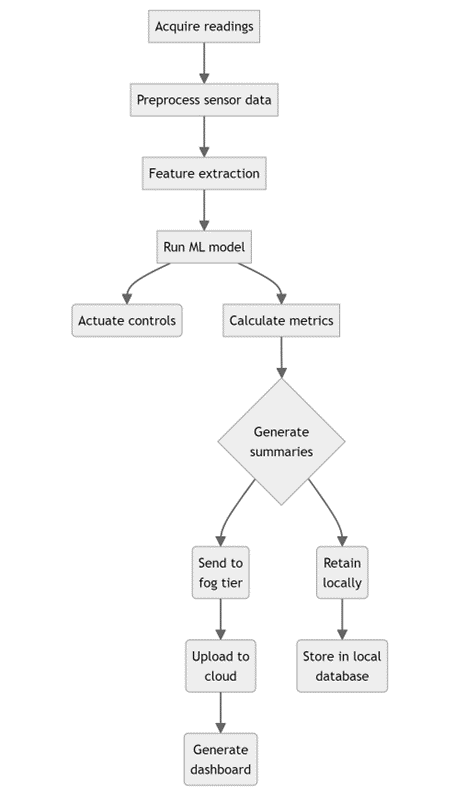 Acquire readings
Preprocess sensor data
Feature extraction
Run ML model
Actuate controls
Calculate metrics
Generate
summaries
Send to
fog tier
Retain
locally
Upload to
cloud
Store in local
database
Generate
dashboard